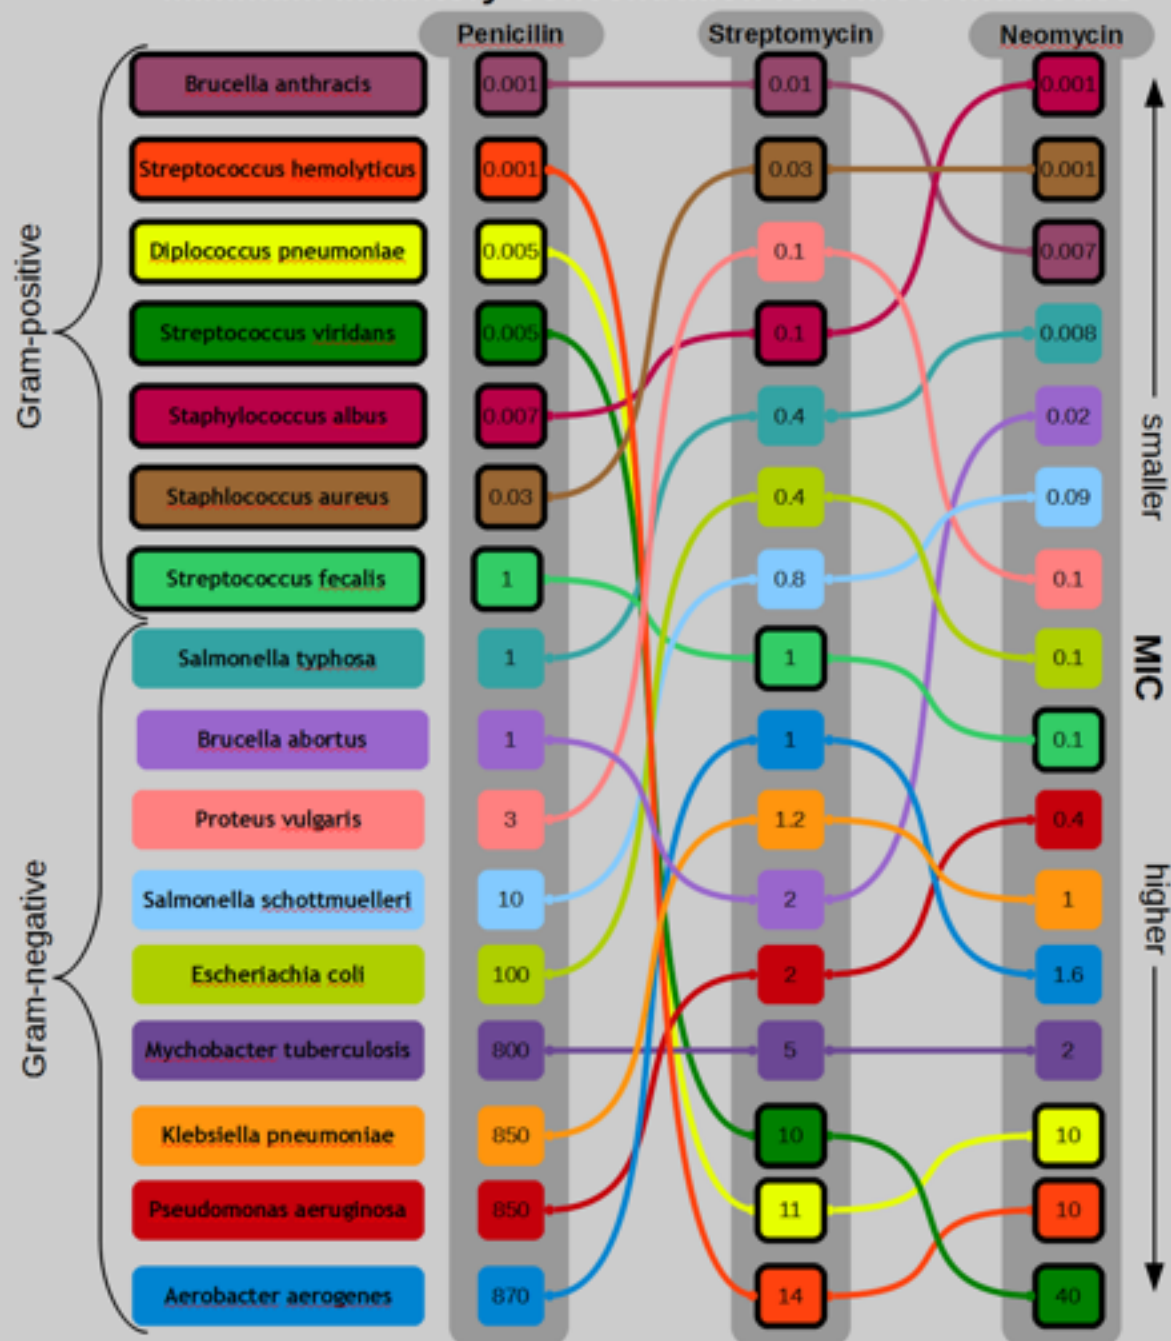 Penicilin Streptomycin Neomycin
Brucella anthracis 0.001 0.01 0.001
Streptococcus hemolyticus 0.001 0.03 0.001
Diplococcus pneumoniae 0.005 0.1 0.007
Streptococcus viridans 0.005 0.1 0.008
Staphylococcus albus 0.007 0.4 0.02
Staphlococcus aureus 0.03 0.4 0.09
Streptococcus fecalis 1 0.8 0.1
Salmonella typhosa 1 1 0.1
Brucella abortus 1 1 0.1
Proteus vulgaris 3 1.2 0.4
Salmonella schottmuelleri 10 2 1
Escheriachia coli 100 2 1.6
Mychobacter tuberculosis 800 5 2
Klebsiella pneumoniae 850 10 10
Pseudomonas aeruginosa 850 11 10
Aerobacter aerogenes 870 14 40
Gram-positive
Gram-negative
smaller
MIC
higher